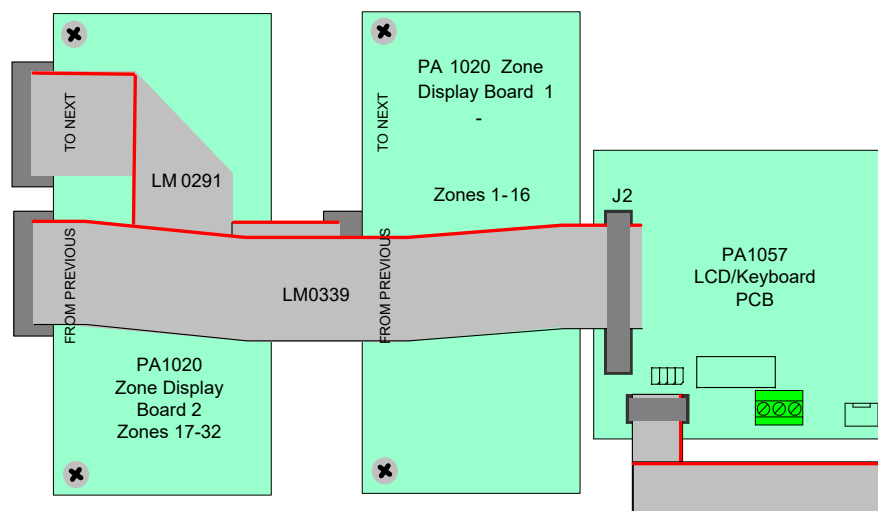 TO NEXT
LM 0291
FROM PREVIOUS
LM0339
PA1020
Zone Display
Board 2
Zones 17-32
PA 1020 Zone
Display Board 1
-
TO NEXT
Zones 1-16
FROM PREVIOUS
J2
PA1057
LCD/Keyboard
PCB